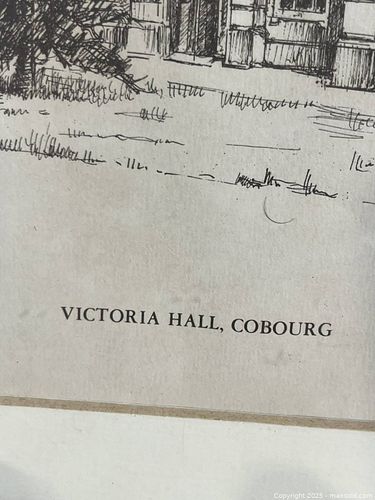 VICTORIA HALL, COBOURG
Copyright 2025 - maxsold.com